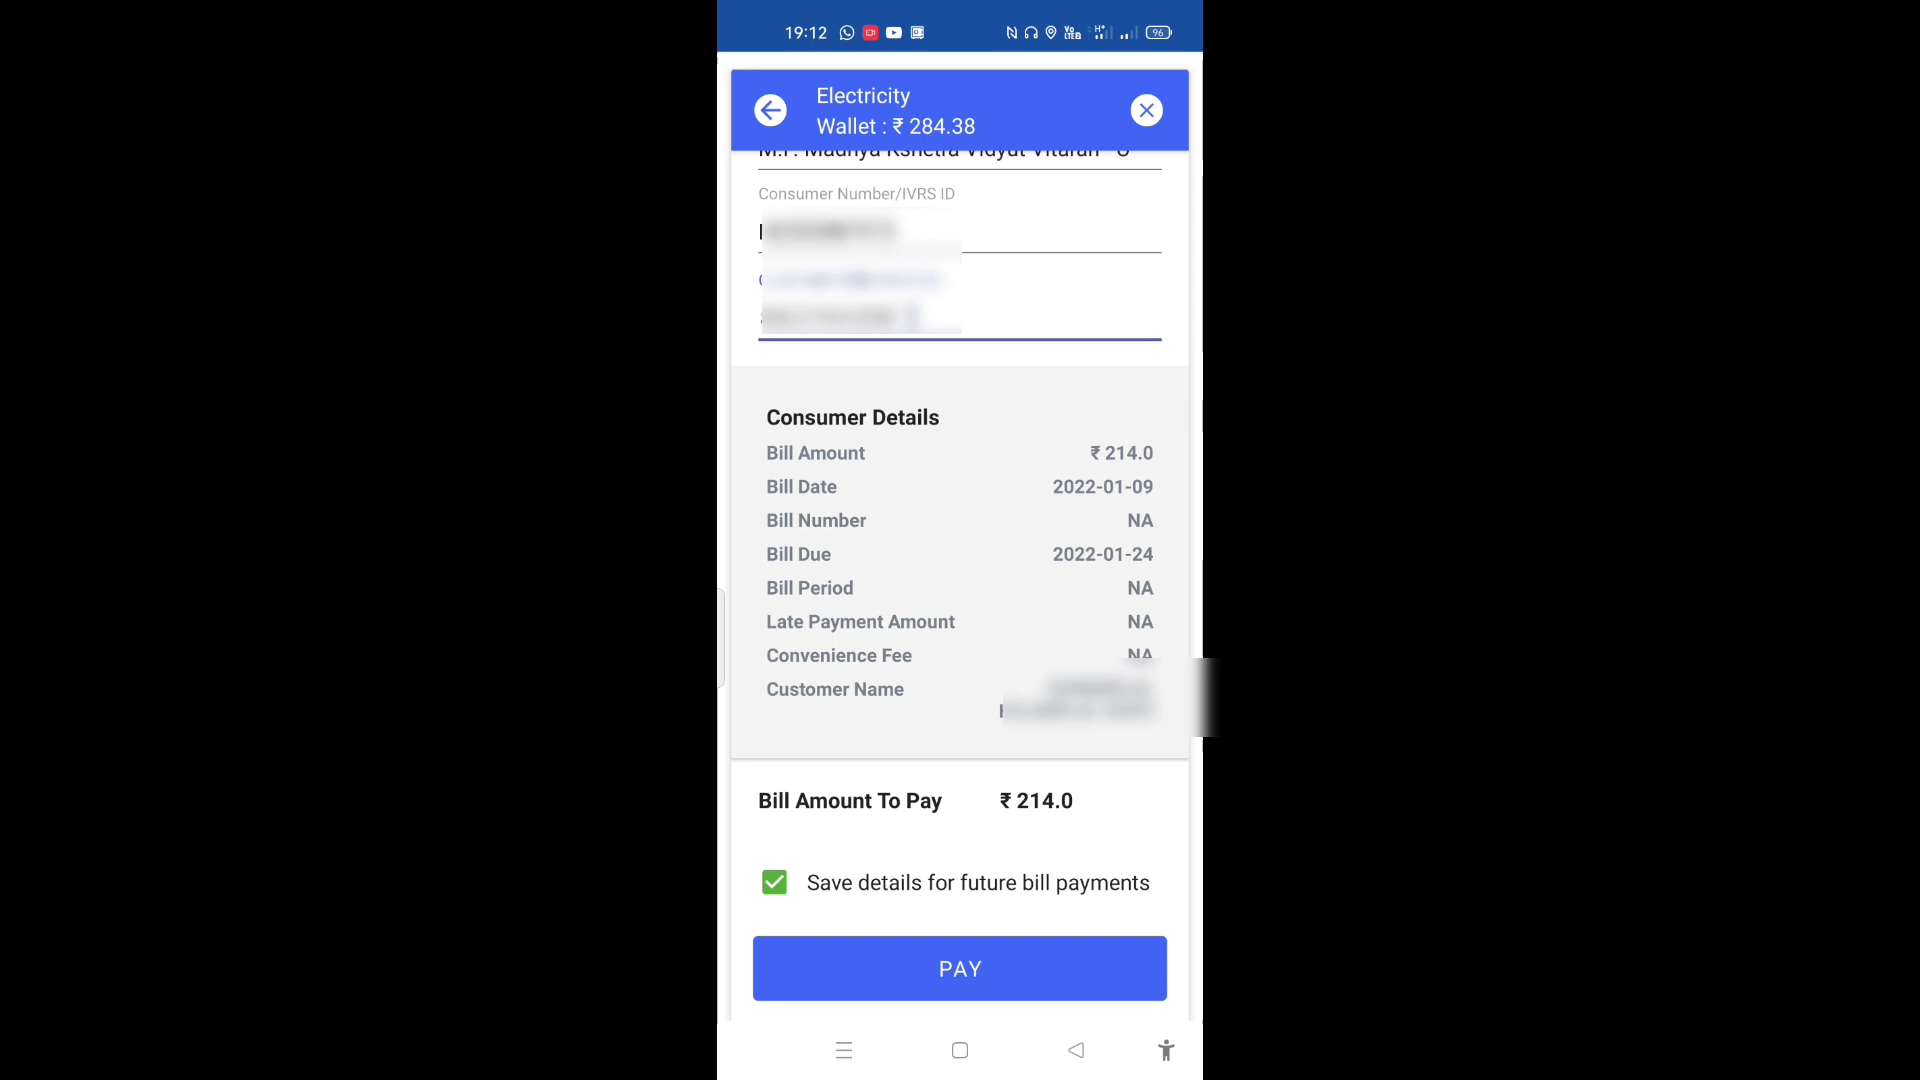 19:12
96
Electricity
Wallet : ₹ 284.38
M.P. Madhya Kshetra Vidyut Vitaran - U
Consumer Number/IVRS ID
Consumer Details
Bill Amount ₹ 214.0
Bill Date 2022-01-09
Bill Number NA
Bill Due 2022-01-24
Bill Period NA
Late Payment Amount NA
Convenience Fee NA
Customer Name
Bill Amount To Pay ₹ 214.0
Save details for future bill payments
PAY